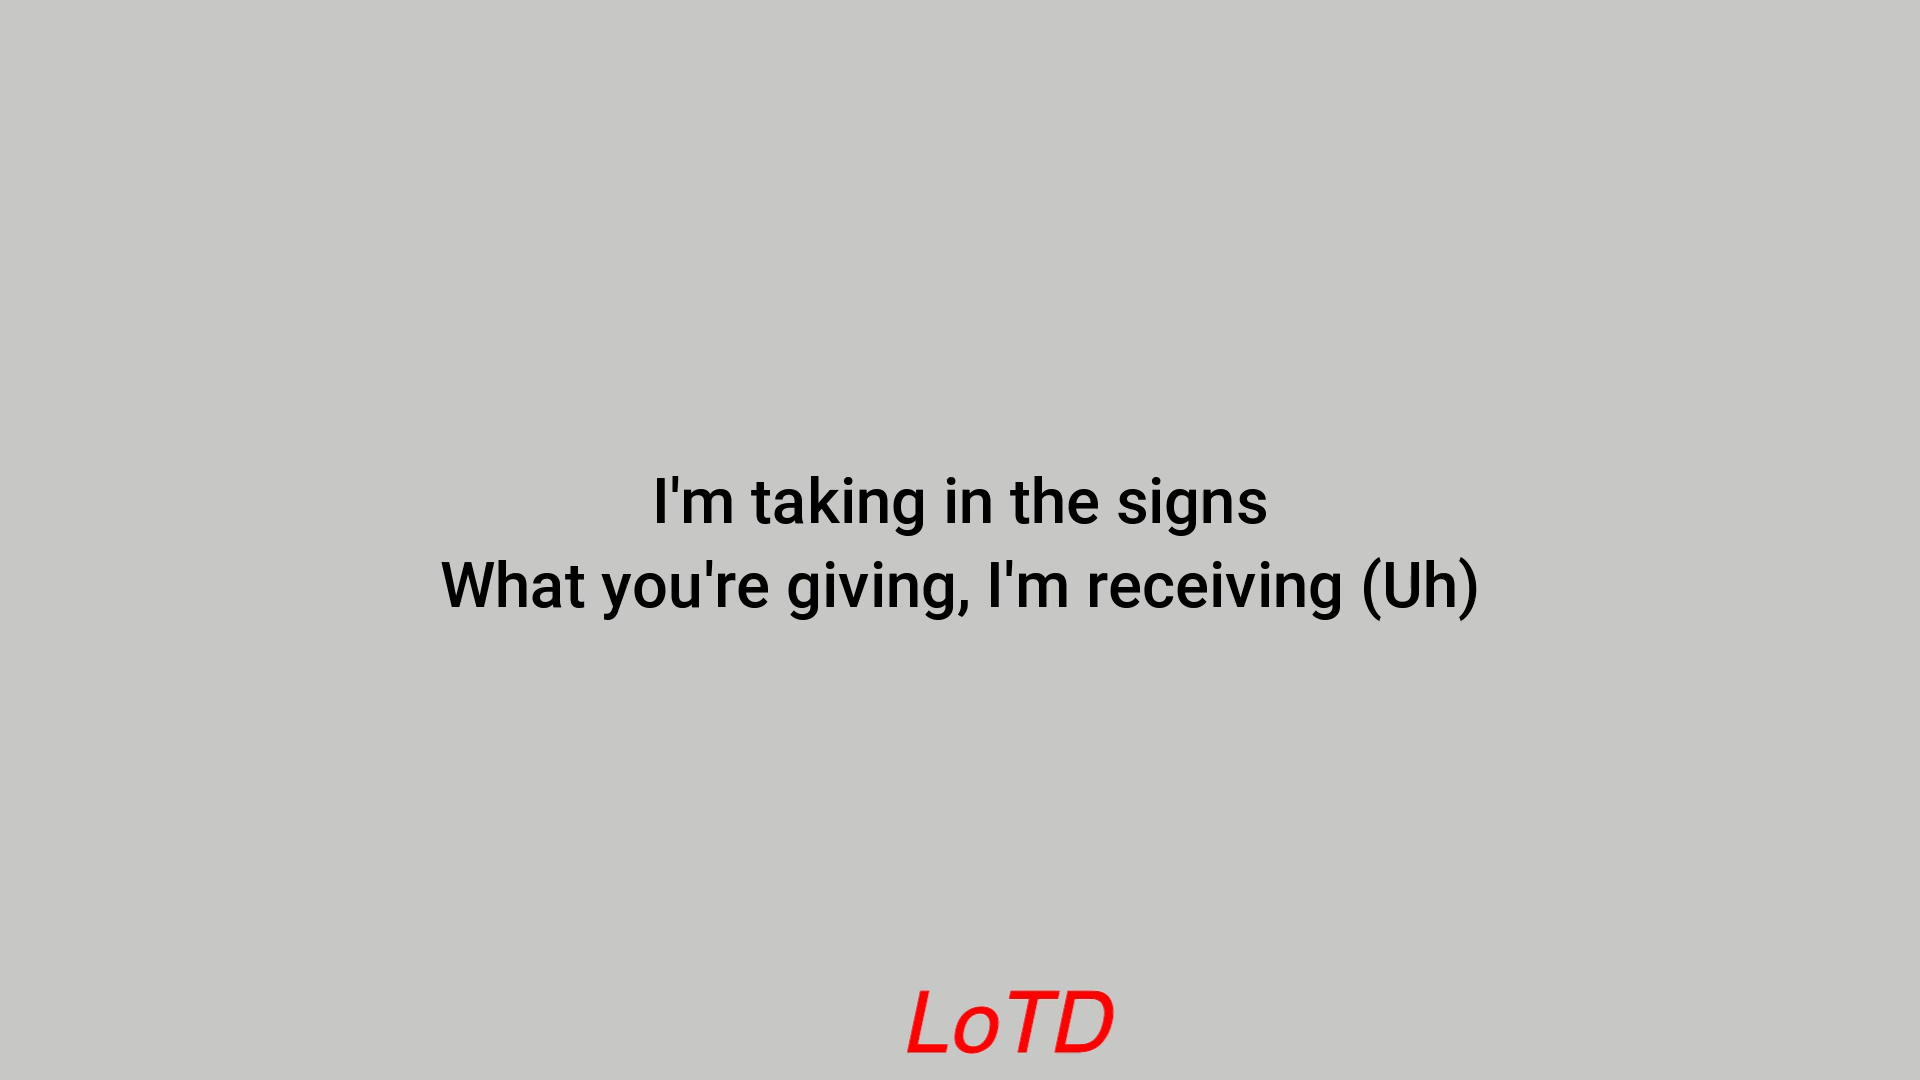 I'm taking in the signs
What you're giving, I'm receiving (Uh)
LoTD